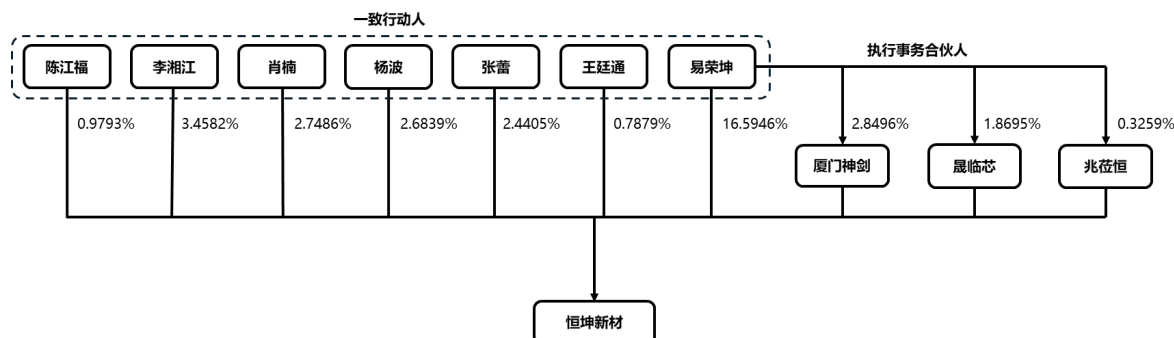 一致行动人
执行事务合伙人
陈江福 李湘江 肖楠 杨波 张蕾 王廷通 易荣坤
0.9793% 3.4582% 2.7486% 2.6839% 2.4405% 0.7879% 16.5946% 2.8496% 1.8695% 0.3259%
厦门神剑 晟临芯 兆莅恒
恒坤新材